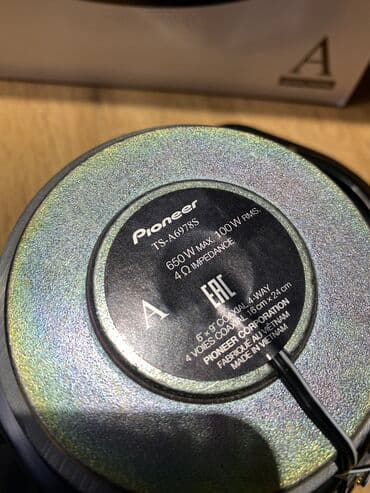 A
Pioneer
TS-A6978S
650 W MAX. 100 W RMS.
4 Ω IMPEDANCE
A
EAC
6" × 9" COAXIAL 4-WAY
4 VOIES COAXIAL 16 cm × 24 cm
PIONEER CORPORATION
FABRIQUÉ AU VIÊTNAM
MADE IN VIETNAM